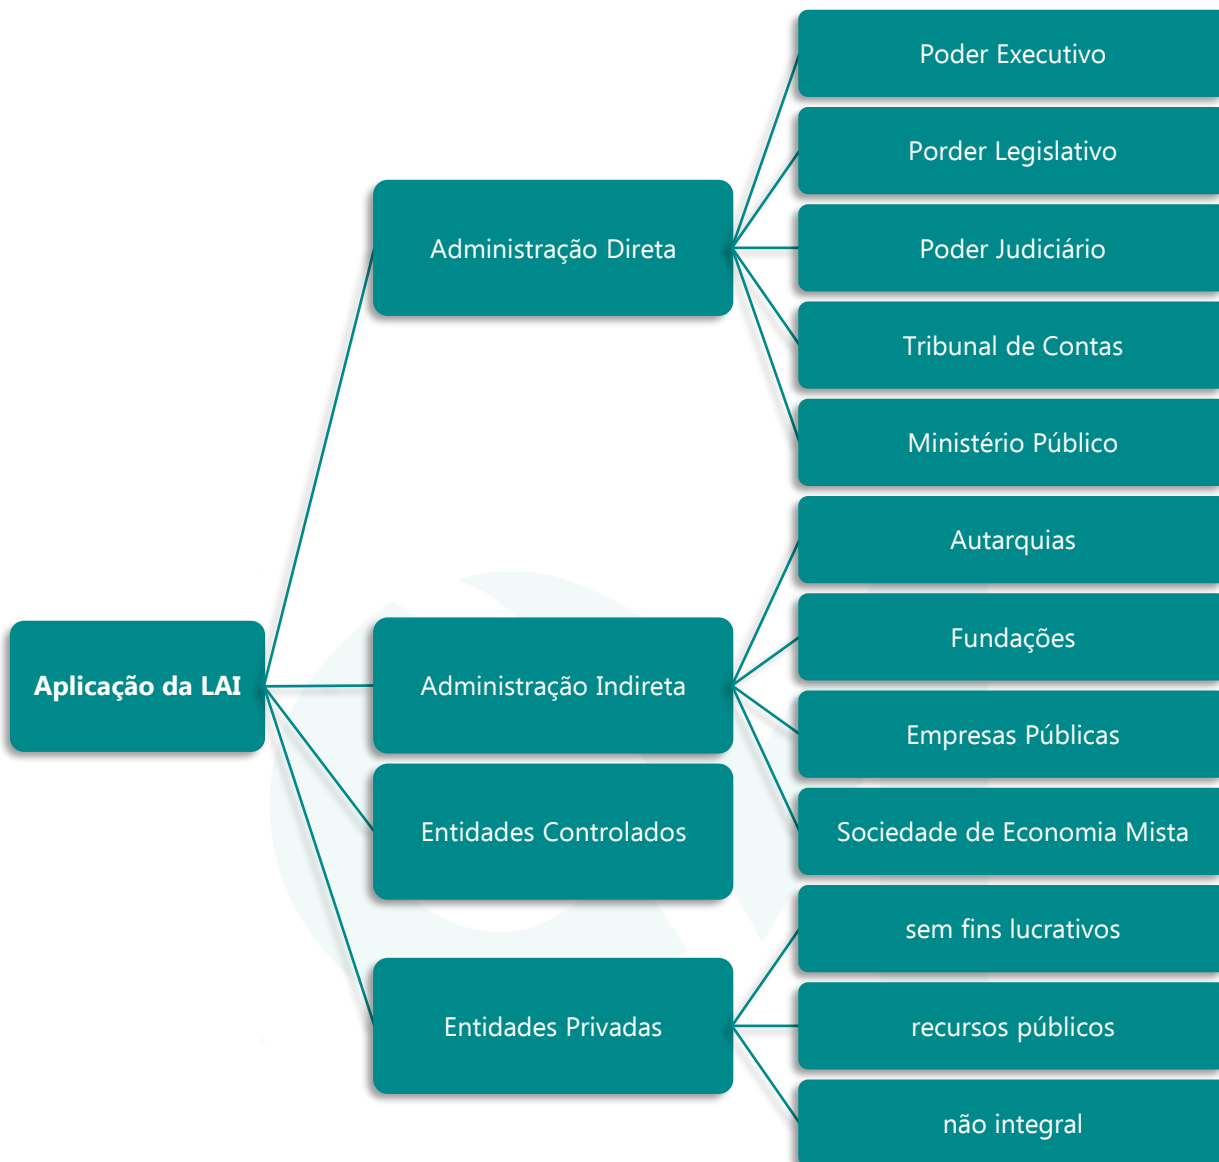 Aplicação da LAI
Administração Direta
Poder Executivo
Porder Legislativo
Poder Judiciário
Tribunal de Contas
Ministério Público
Administração Indireta
Autarquias
Fundações
Empresas Públicas
Sociedade de Economia Mista
Entidades Controlados
Entidades Privadas
sem fins lucrativos
recursos públicos
não integral